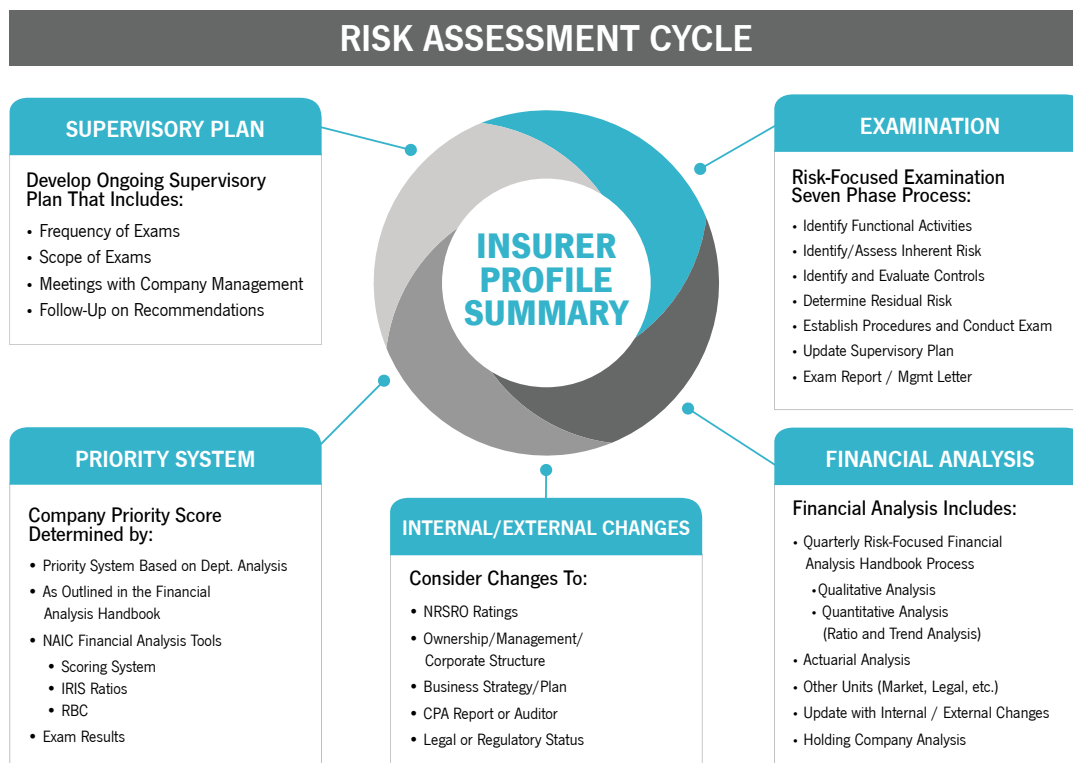 RISK ASSESSMENT CYCLE
SUPERVISORY PLAN
Develop Ongoing Supervisory
Plan That Includes:
• Frequency of Exams
• Scope of Exams
• Meetings with Company Management
• Follow-Up on Recommendations
INSURER
PROFILE
SUMMARY
EXAMINATION
Risk-Focused Examination
Seven Phase Process:
• Identify Functional Activities
• Identify/Assess Inherent Risk
• Identify and Evaluate Controls
• Determine Residual Risk
• Establish Procedures and Conduct Exam
• Update Supervisory Plan
• Exam Report / Mgmt Letter
PRIORITY SYSTEM
Company Priority Score
Determined by:
• Priority System Based on Dept. Analysis
• As Outlined in the Financial
Analysis Handbook
• NAIC Financial Analysis Tools
• Scoring System
• IRIS Ratios
• RBC
• Exam Results
INTERNAL/EXTERNAL CHANGES
Consider Changes To:
• NRSRO Ratings
• Ownership/Management/
Corporate Structure
• Business Strategy/Plan
• CPA Report or Auditor
• Legal or Regulatory Status
FINANCIAL ANALYSIS
Financial Analysis Includes:
• Quarterly Risk-Focused Financial
Analysis Handbook Process
•Qualitative Analysis
• Quantitative Analysis
(Ratio and Trend Analysis)
• Actuarial Analysis
• Other Units (Market, Legal, etc.)
• Update with Internal / External Changes
• Holding Company Analysis